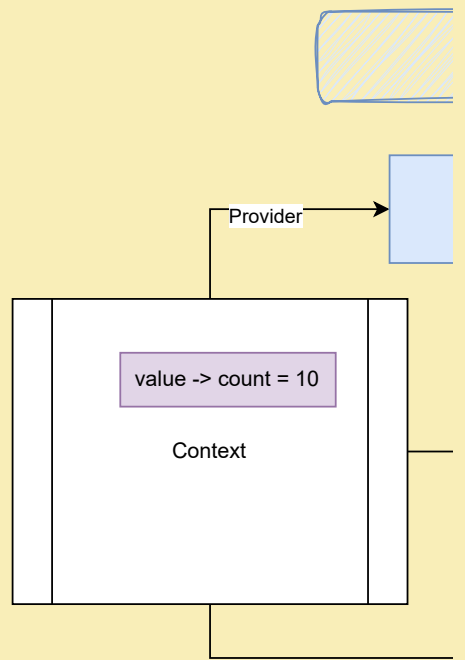 Provider
value -> count = 10
Context